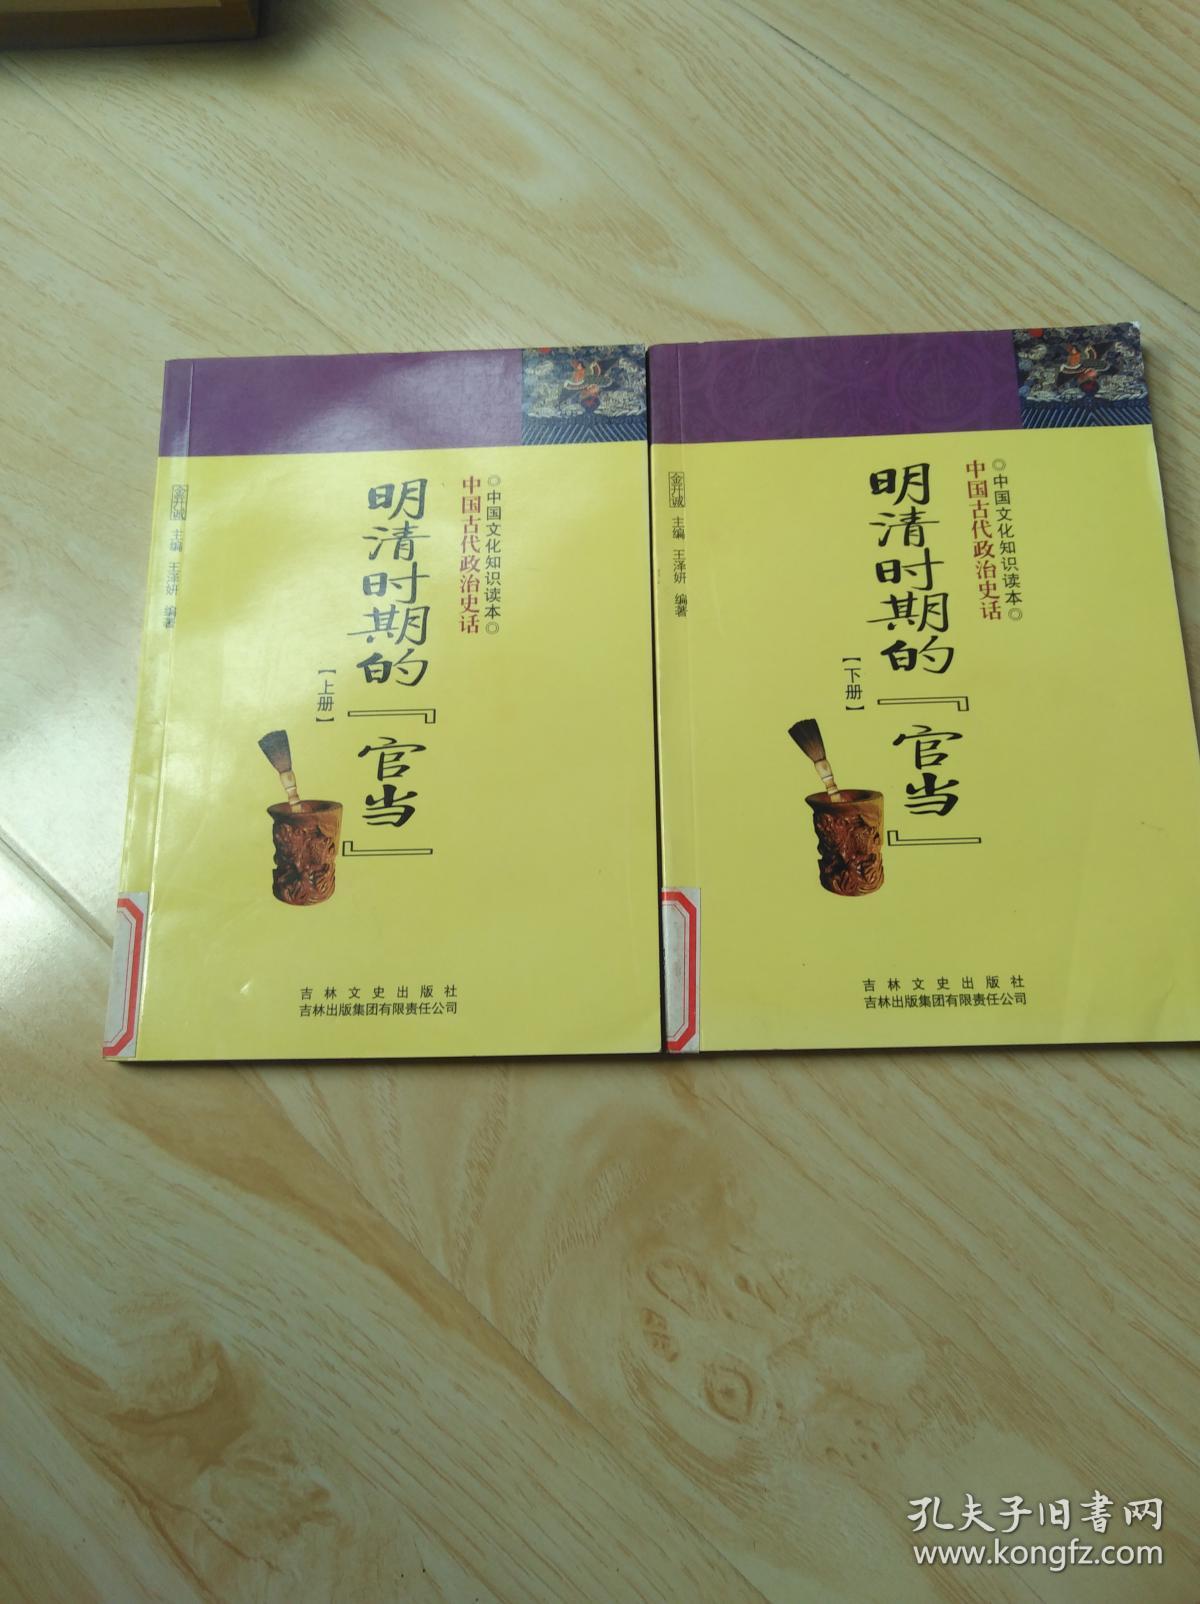 ◎中国文化知识读本◎
中国古代政治史话
明清时期的『官当』
【上册】
金开诚 主编 王泽妍 编著
吉林文史出版社
吉林出版集团有限责任公司
◎中国文化知识读本◎
中国古代政治史话
明清时期的『官当』
【下册】
金开诚 主编 王泽妍 编著
吉林文史出版社
吉林出版集团有限责任公司
孔夫子旧书网
www.kongfz.com